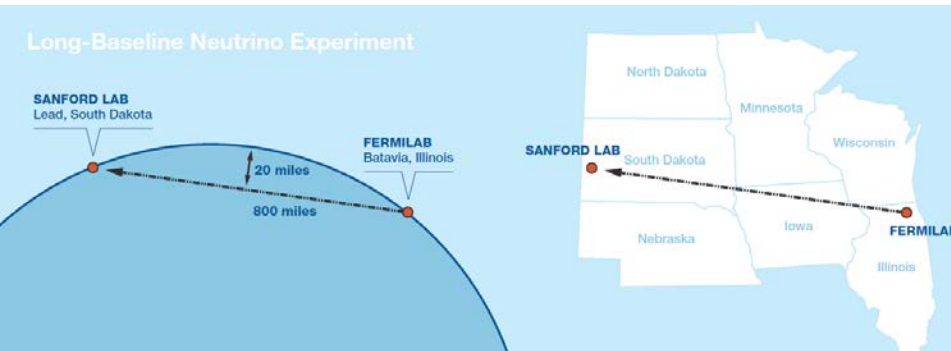 Long-Baseline Neutrino Experiment
SANFORD LAB
Lead, South Dakota
FERMILAB
Batavia, Illinois
20 miles
800 miles
North Dakota
Minnesota
Wisconsin
SANFORD LAB
South Dakota
Iowa
Nebraska
FERMILA
Illinois